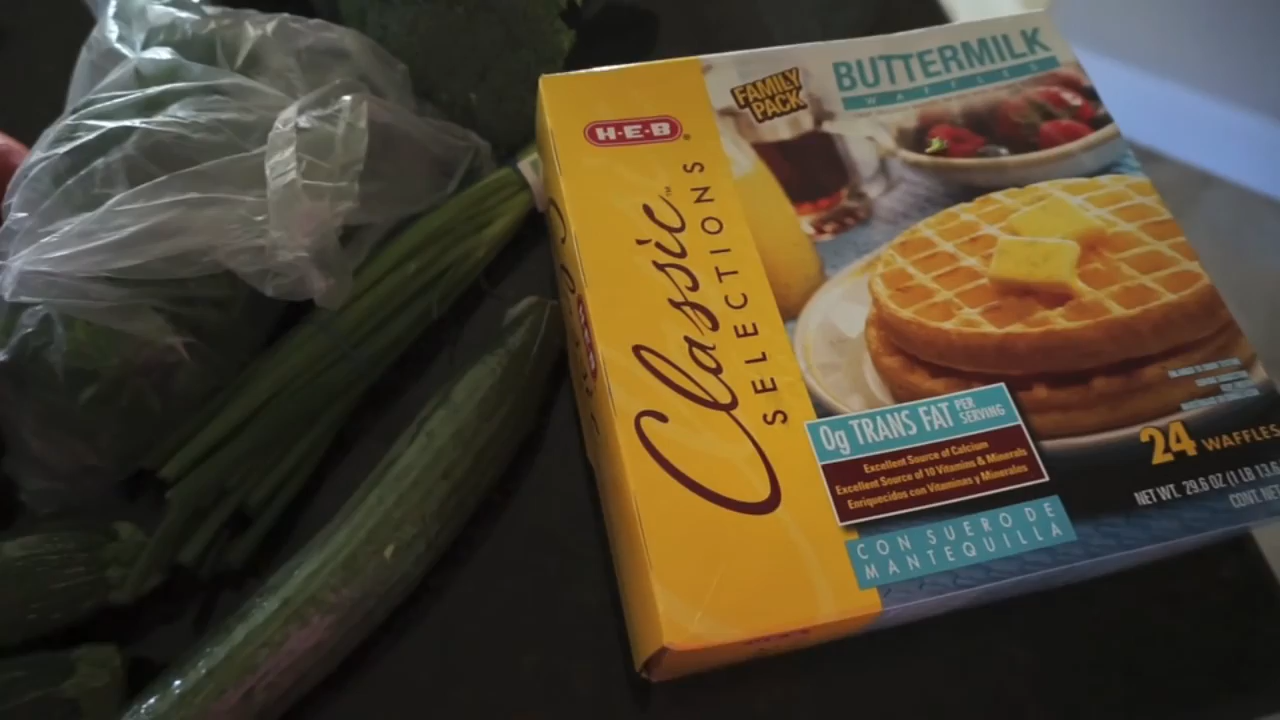 H-E-B
Classic™
SELECTIONS
FAMILY
PACK
BUTTERMILK
WAFFLES
0g TRANS FAT PER
SERVING
Excellent Source of Calcium
Excellent Source of 10 Vitamins & Minerals
Enriquecidos con Vitaminas y Minerales
CON SUERO DE
MANTEQUILLA
24 WAFFLES
NET WT. 29.6 OZ (1 LB 13.6
CONT. NET